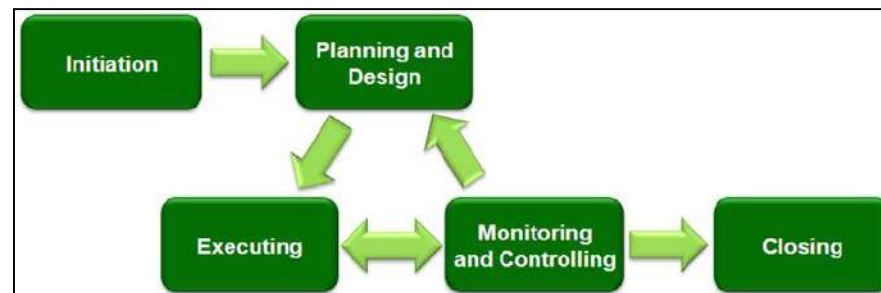 Initiation
Planning and
Design
Executing
Monitoring
and Controlling
Closing